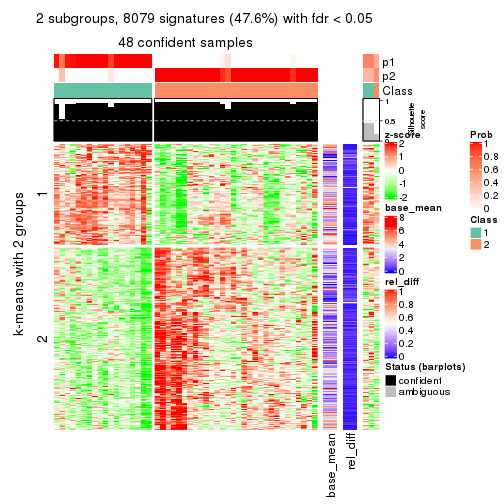 2 subgroups, 8079 signatures (47.6%) with fdr < 0.05
48 confident samples
p1
p2
Class
1
0.5
0
Silhouette
score
k-means with 2 groups
1
2
base_mean
rel_diff
z-score
2
1
0
-1
-2
base_mean
8
6
4
2
0
rel_diff
1
0.8
0.6
0.4
0.2
0
Status (barplots)
confident
ambiguous
Prob
1
0.8
0.6
0.4
0.2
0
Class
1
2